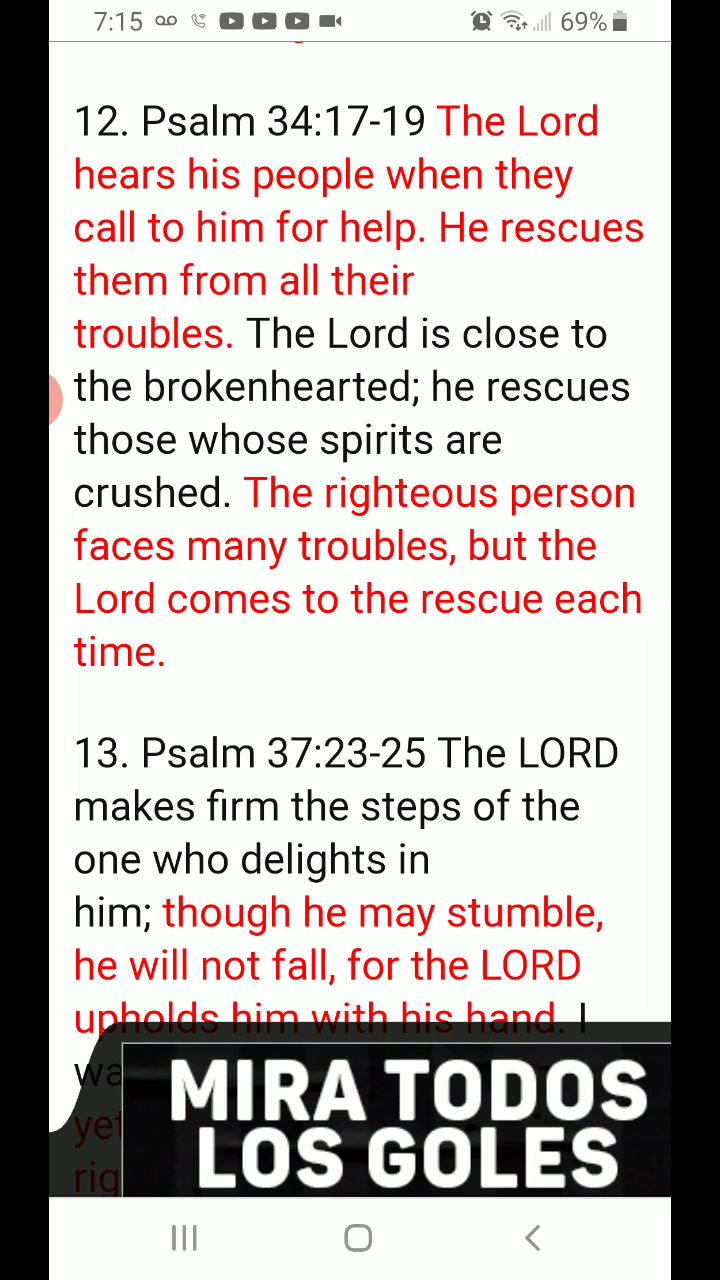 7:15 69%
12. Psalm 34:17-19 The Lord
hears his people when they
call to him for help. He rescues
them from all their
troubles. The Lord is close to
the brokenhearted; he rescues
those whose spirits are
crushed. The righteous person
faces many troubles, but the
Lord comes to the rescue each
time.
13. Psalm 37:23-25 The LORD
makes firm the steps of the
one who delights in
him; though he may stumble,
he will not fall, for the LORD
upholds him with his hand. I
MIRA TODOS
LOS GOLES